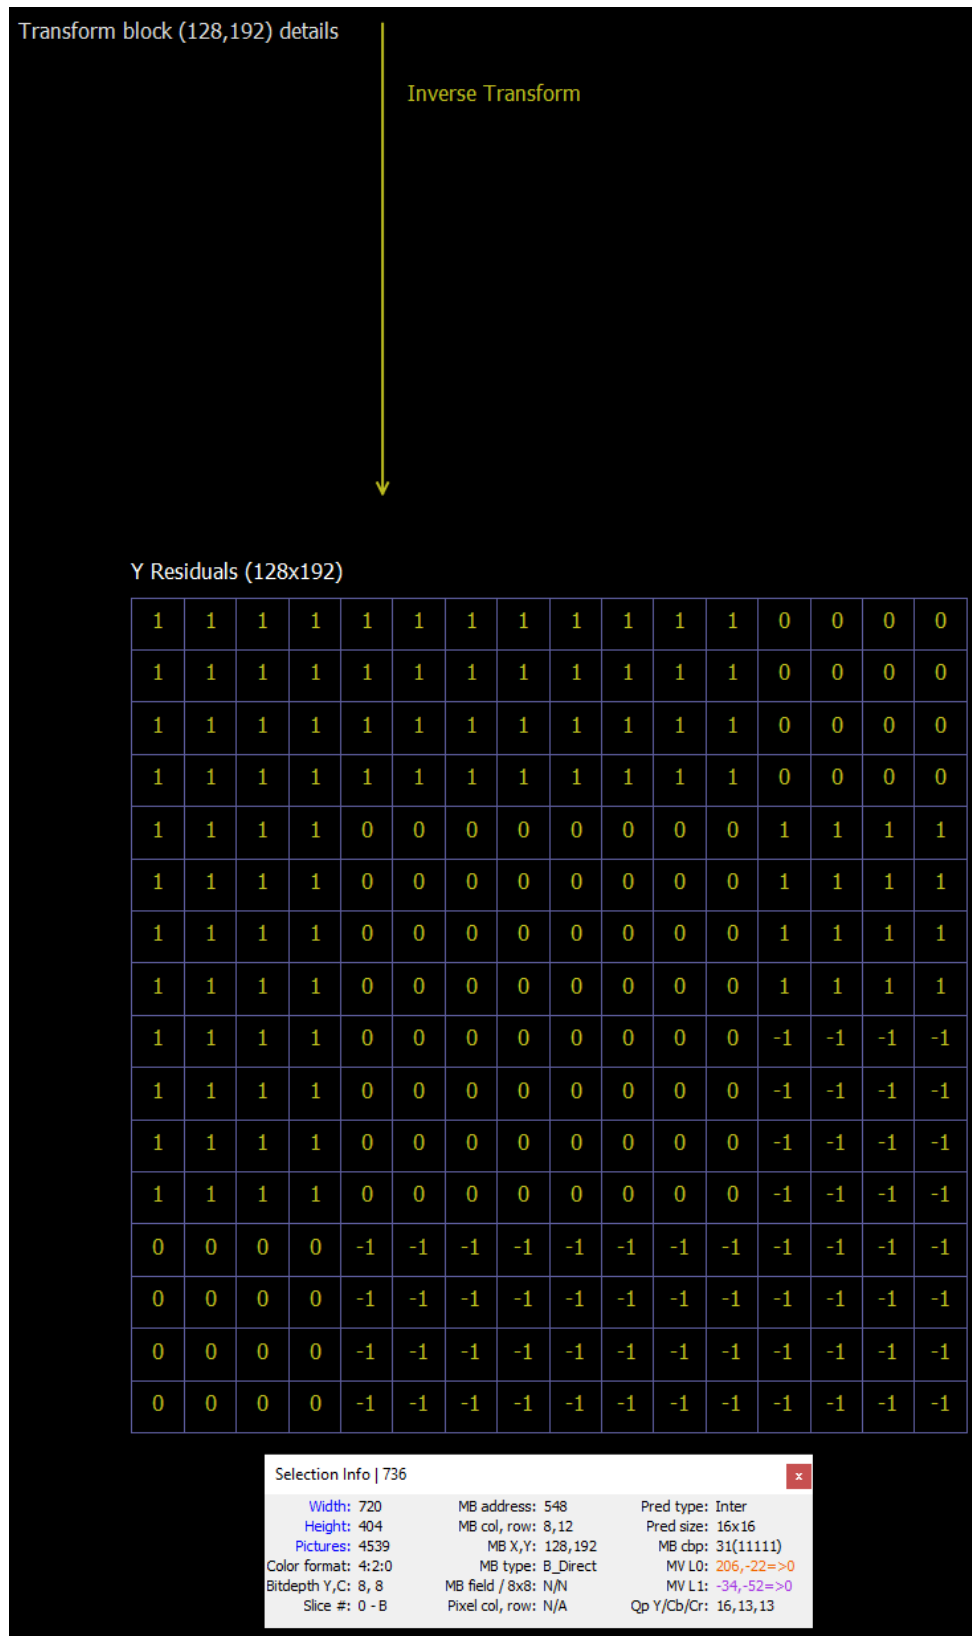 Transform block (128,192) details
Inverse Transform
Y Residuals (128x192)
1 1 1 1 1 1 1 1 1 1 1 1 0 0 0 0
1 1 1 1 1 1 1 1 1 1 1 1 0 0 0 0
1 1 1 1 1 1 1 1 1 1 1 1 0 0 0 0
1 1 1 1 1 1 1 1 1 1 1 1 0 0 0 0
1 1 1 1 0 0 0 0 0 0 0 0 1 1 1 1
1 1 1 1 0 0 0 0 0 0 0 0 1 1 1 1
1 1 1 1 0 0 0 0 0 0 0 0 1 1 1 1
1 1 1 1 0 0 0 0 0 0 0 0 1 1 1 1
1 1 1 1 0 0 0 0 0 0 0 0 -1 -1 -1 -1
1 1 1 1 0 0 0 0 0 0 0 0 -1 -1 -1 -1
1 1 1 1 0 0 0 0 0 0 0 0 -1 -1 -1 -1
1 1 1 1 0 0 0 0 0 0 0 0 -1 -1 -1 -1
0 0 0 0 -1 -1 -1 -1 -1 -1 -1 -1 -1 -1 -1 -1
0 0 0 0 -1 -1 -1 -1 -1 -1 -1 -1 -1 -1 -1 -1
0 0 0 0 -1 -1 -1 -1 -1 -1 -1 -1 -1 -1 -1 -1
0 0 0 0 -1 -1 -1 -1 -1 -1 -1 -1 -1 -1 -1 -1
Selection Info | 736 x
Width: 720 MB address: 548 Pred type: Inter
Height: 404 MB col, row: 8,12 Pred size: 16x16
Pictures: 4539 MB X,Y: 128,192 MB cbp: 31(11111)
Color format: 4:2:0 MB type: B_Direct MV L0: 206,-22=>0
Bitdepth Y,C: 8, 8 MB field / 8x8: N/N MV L1: -34,-52=>0
Slice #: 0 - B Pixel col, row: N/A Qp Y/Cb/Cr: 16,13,13